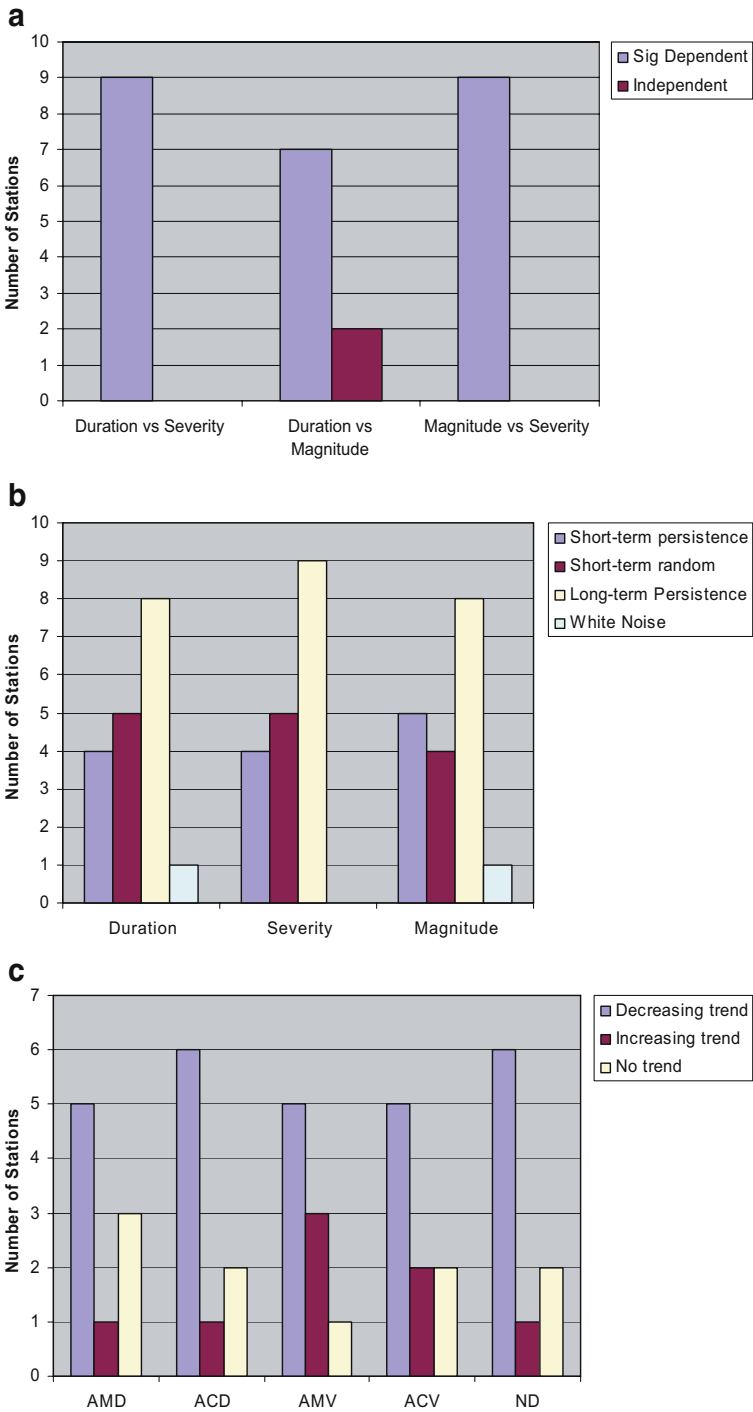 a
10
9
8
7
6
5
4
3
2
1
0
Number of Stations
Duration vs Severity
Duration vs
Magnitude
Magnitude vs Severity
Sig Dependent
Independent
b
10
9
8
7
6
5
4
3
2
1
0
Number of Stations
Duration
Severity
Magnitude
Short-term persistence
Short-term random
Long-term Persistence
White Noise
c
7
6
5
4
3
2
1
0
Number of Stations
AMD
ACD
AMV
ACV
ND
Decreasing trend
Increasing trend
No trend